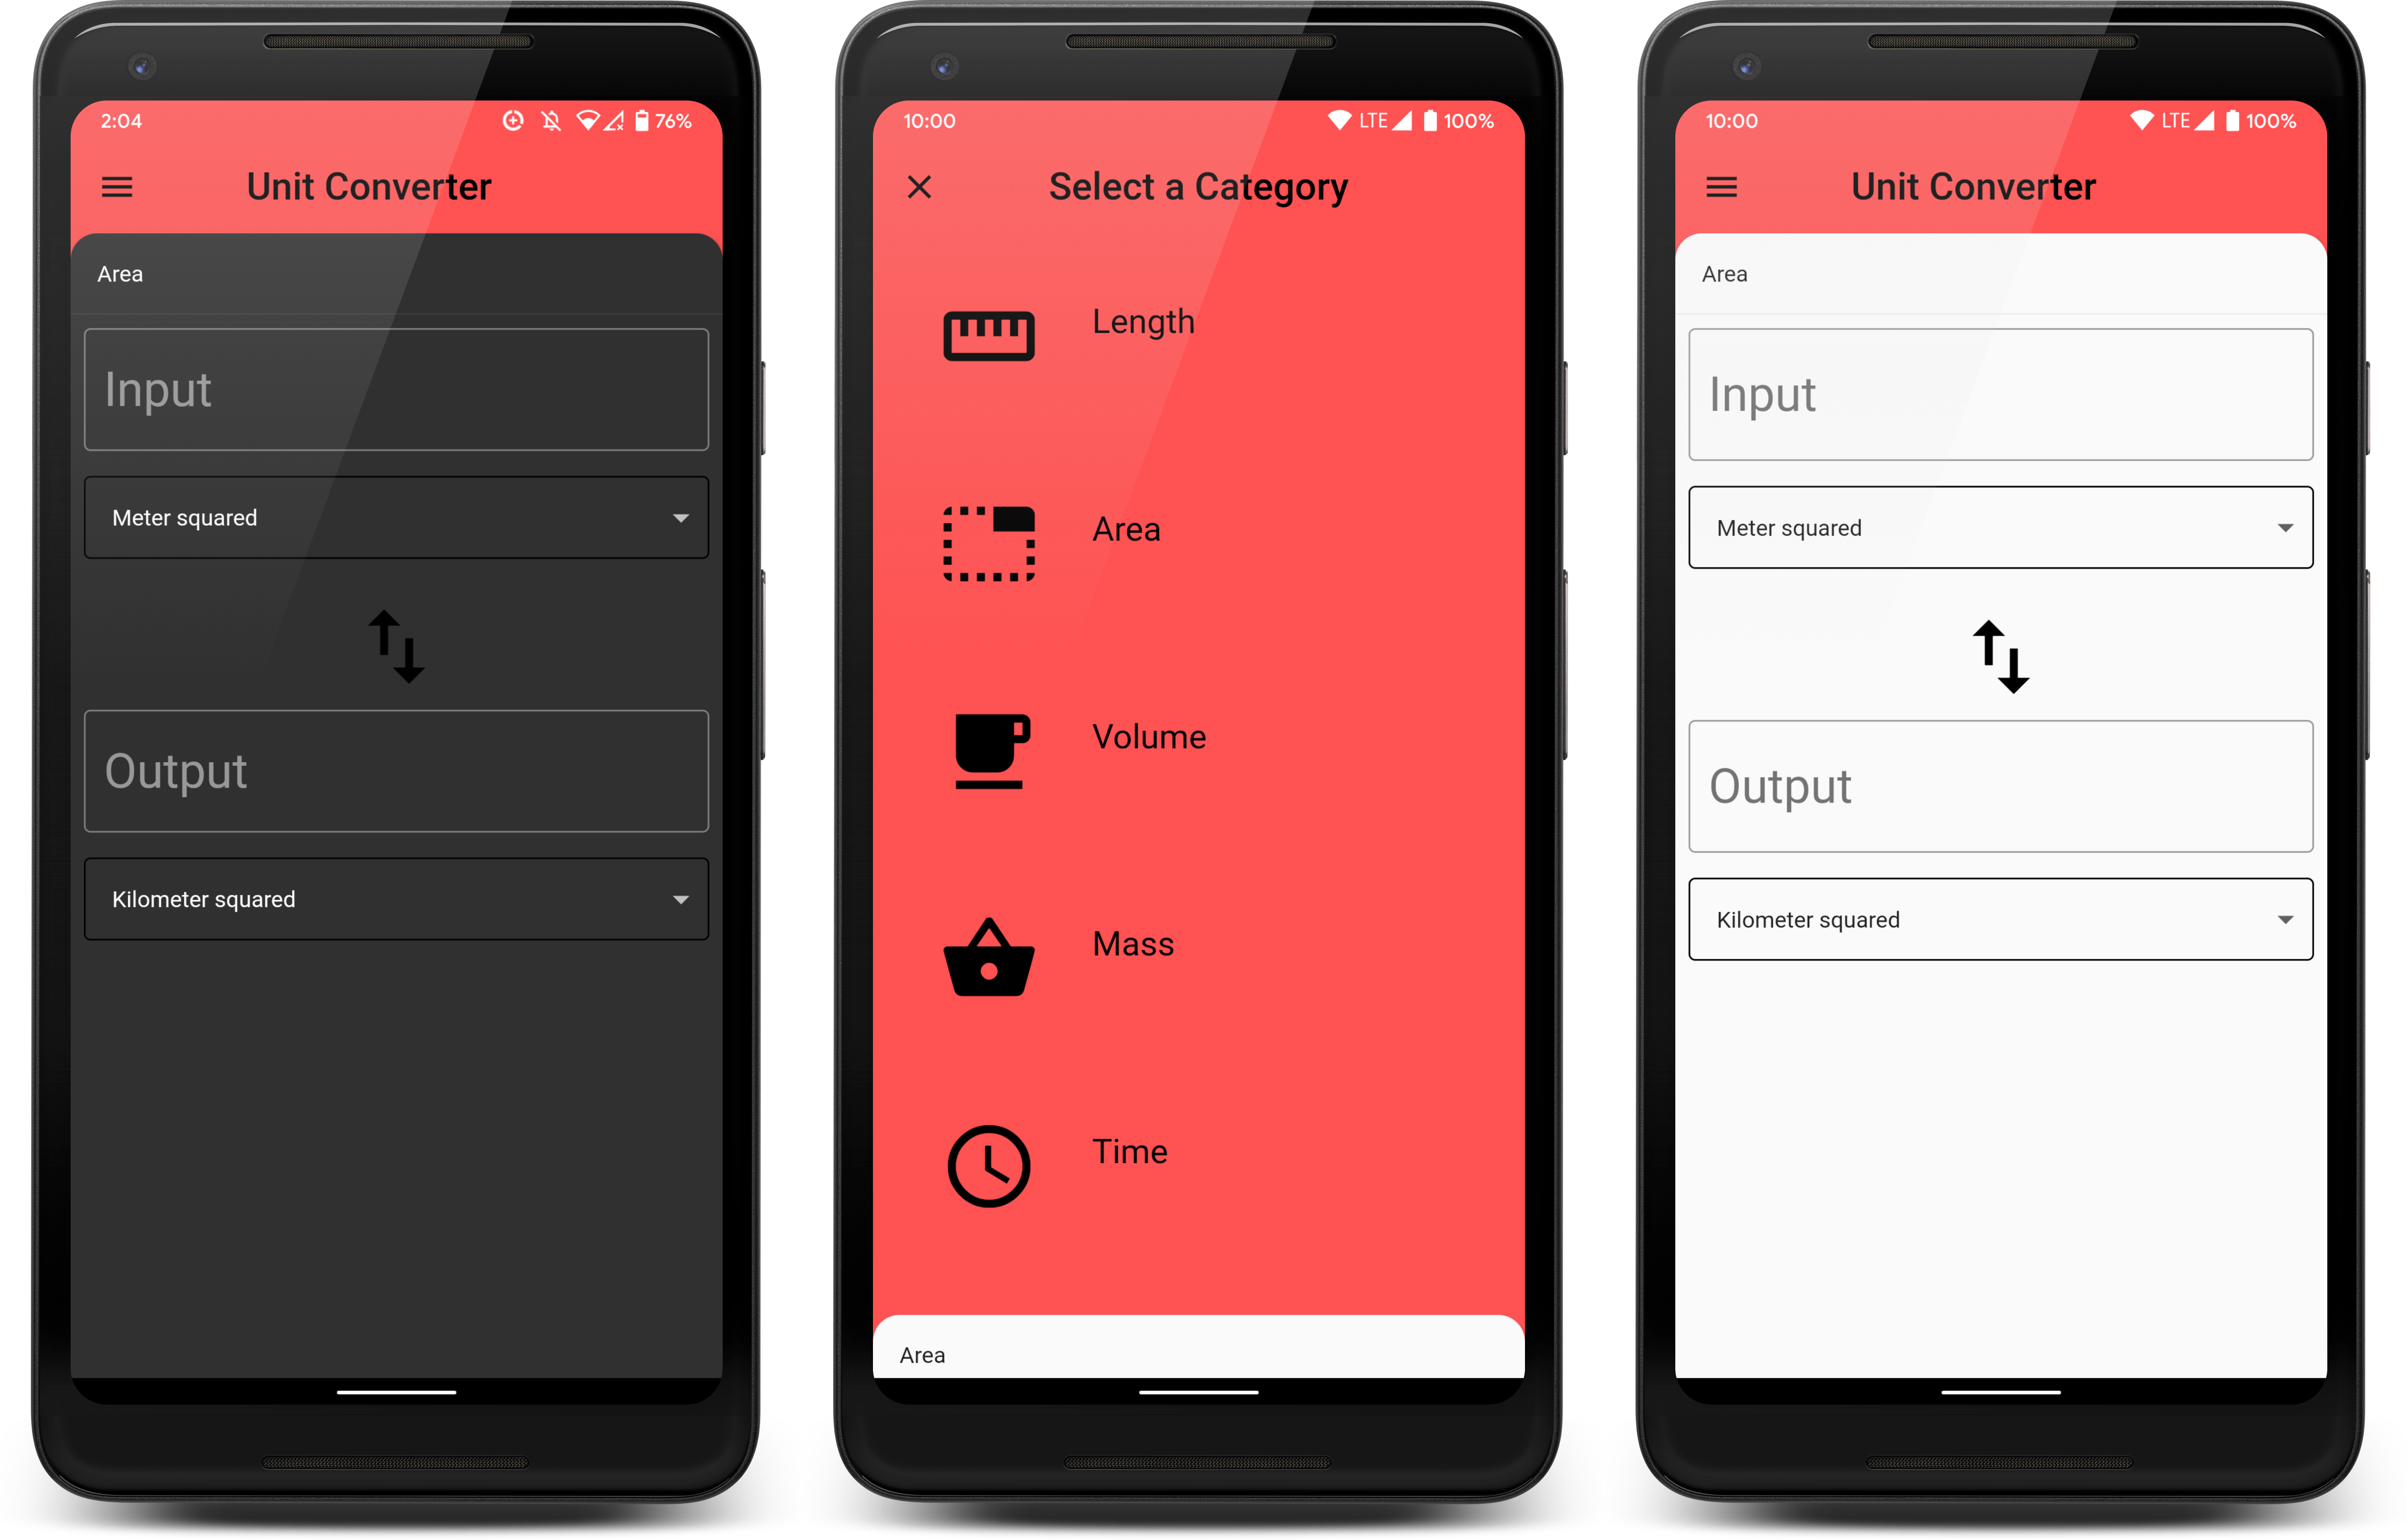 2:04
76%
Unit Converter
Area
Input
Meter squared
Output
Kilometer squared
10:00
LTE
100%
Select a Category
Length
Area
Volume
Mass
Time
Area
10:00
LTE
100%
Unit Converter
Area
Input
Meter squared
Output
Kilometer squared